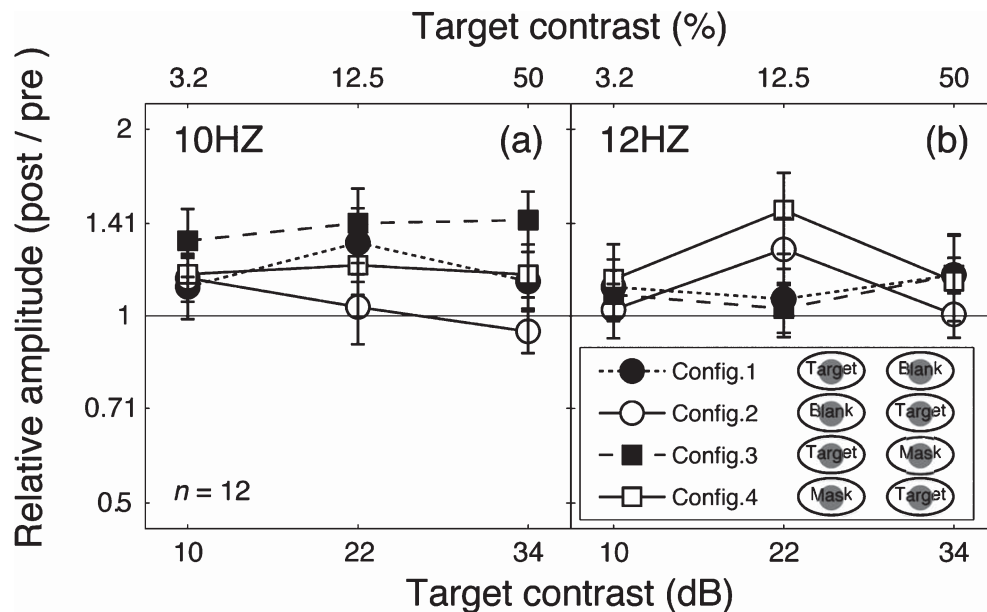 Target contrast (%)
3.2 12.5 50 3.2 12.5 50
Relative amplitude (post / pre )
2
1.41
1
0.71
0.5
10HZ (a)
12HZ (b)
n = 12
Config.1 Target Blank
Config.2 Blank Target
Config.3 Target Mask
Config.4 Mask Target
10 22 34 10 22 34
Target contrast (dB)